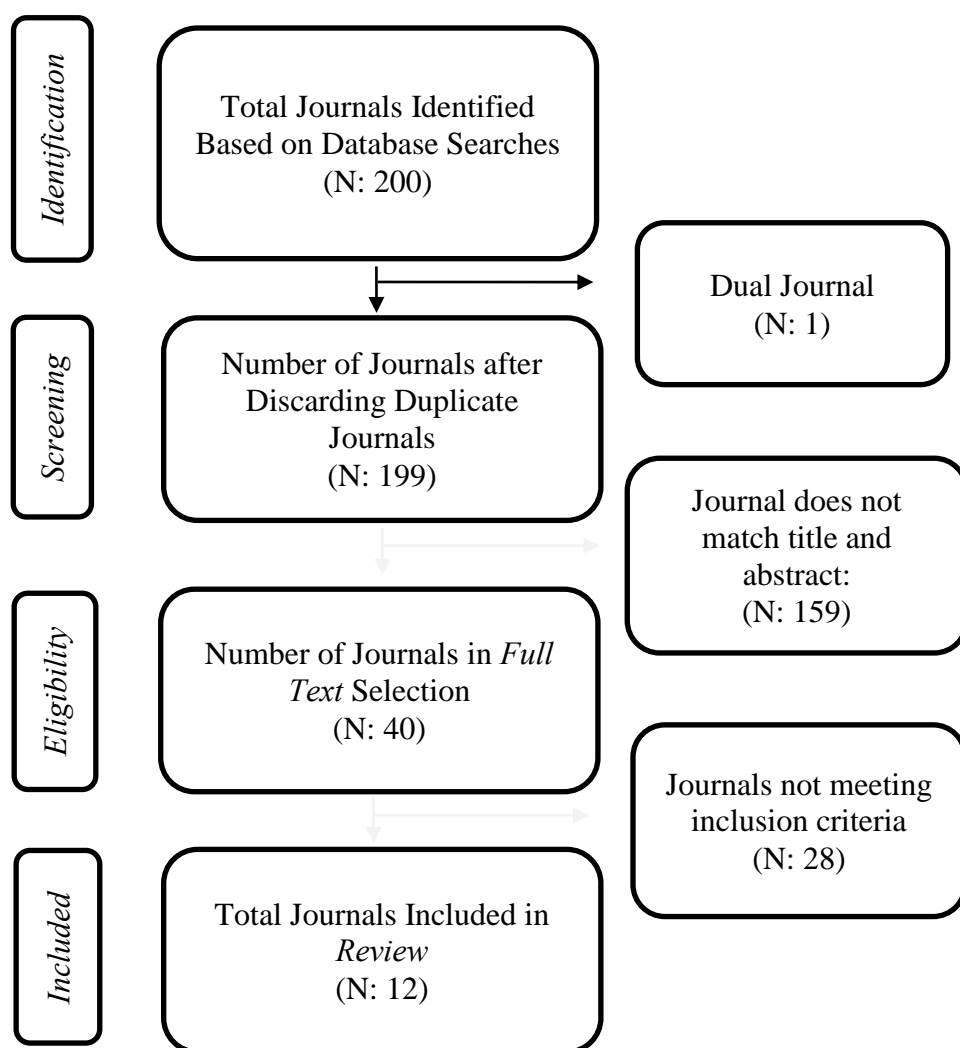 Identification
Total Journals Identified
Based on Database Searches
(N: 200)
Dual Journal
(N: 1)
Screening
Number of Journals after
Discarding Duplicate
Journals
(N: 199)
Journal does not
match title and
abstract:
(N: 159)
Eligibility
Number of Journals in Full
Text Selection
(N: 40)
Journals not meeting
inclusion criteria
(N: 28)
Included
Total Journals Included in
Review
(N: 12)